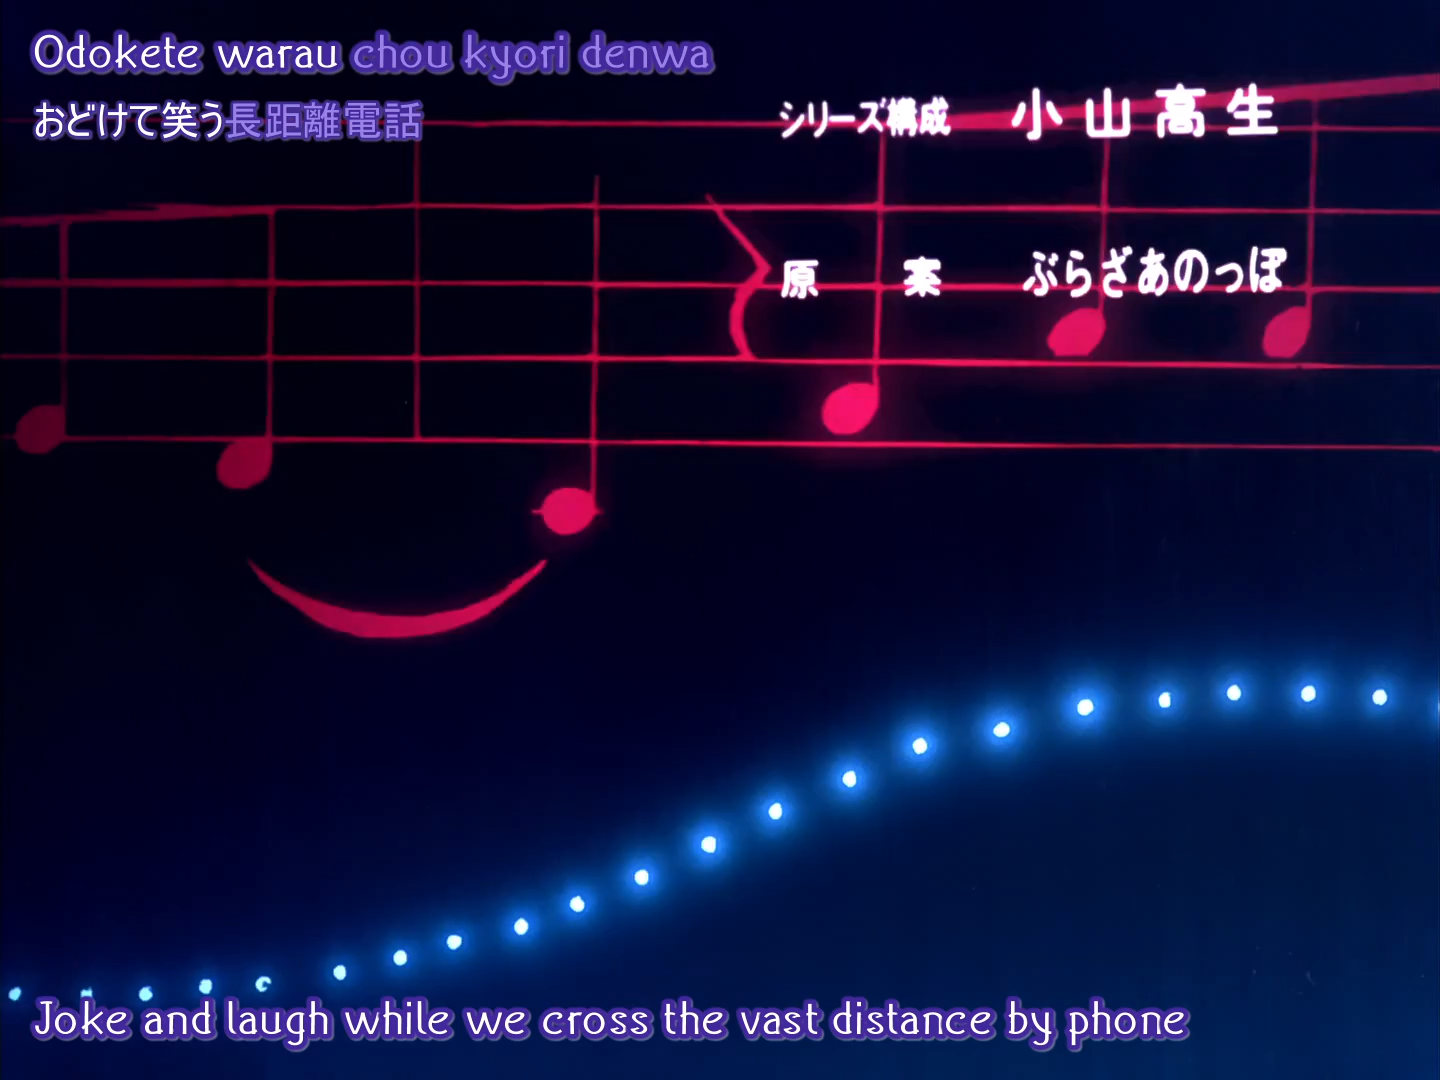 Odokete warau chou kyori denwa
おどけて笑う長距離電話
シリーズ構成 小山高生
原案 ぶらざあのっぽ
Joke and laugh while we cross the vast distance by phone